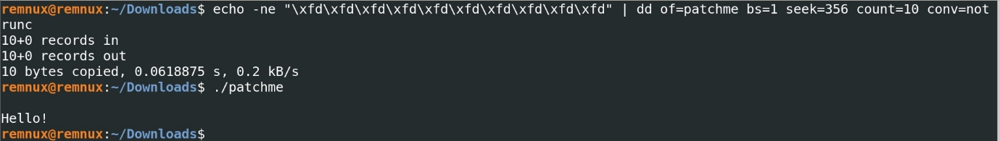 remnux@remnux:~/Downloads$ echo -ne "\xfd\xfd\xfd\xfd\xfd\xfd\xfd\xfd\xfd\xfd" | dd of=patchme bs=1 seek=356 count=10 conv=not
runc
10+0 records in
10+0 records out
10 bytes copied, 0.0618875 s, 0.2 kB/s
remnux@remnux:~/Downloads$ ./patchme
Hello!
remnux@remnux:~/Downloads$